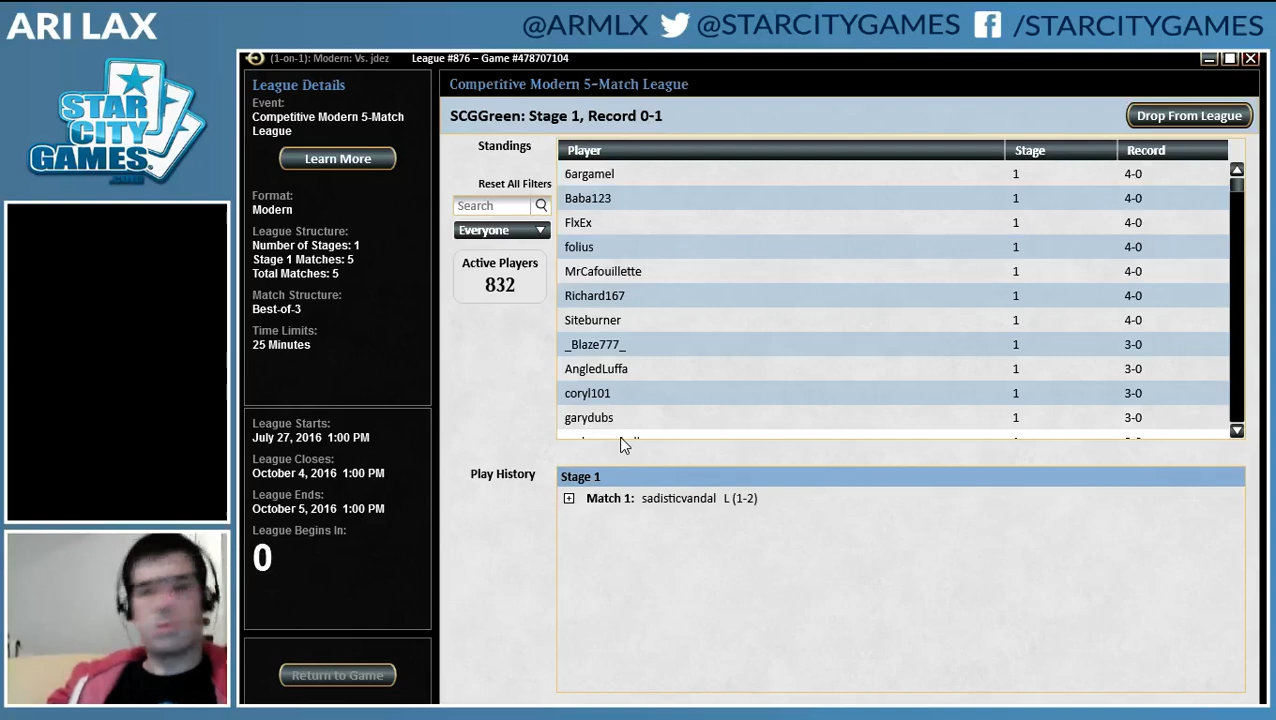 ARI LAX
@ARMLX @STARCITYGAMES /STARCITYGAMES
STAR
CITY
GAMES.
(1-on-1): Modern: Vs. jdez League #876 – Game #478707104
League Details
Event:
Competitive Modern 5-Match
League
Learn More
Format:
Modern
League Structure:
Number of Stages: 1
Stage 1 Matches: 5
Total Matches: 5
Match Structure:
Best-of-3
Time Limits:
25 Minutes
League Starts:
July 27, 2016 1:00 PM
League Closes:
October 4, 2016 1:00 PM
League Ends:
October 5, 2016 1:00 PM
League Begins In:
0
Return to Game
Competitive Modern 5-Match League
SCGGreen: Stage 1, Record 0-1
Drop From League
Standings
Reset All Filters
Search
Everyone
Active Players
832
Player Stage Record
6argamel 1 4-0
Baba123 1 4-0
FlxEx 1 4-0
folius 1 4-0
MrCafouillette 1 4-0
Richard167 1 4-0
Siteburner 1 4-0
_Blaze777_ 1 3-0
AngledLuffa 1 3-0
coryl101 1 3-0
garydubs 1 3-0
Play History
Stage 1
Match 1: sadisticvandal L (1-2)